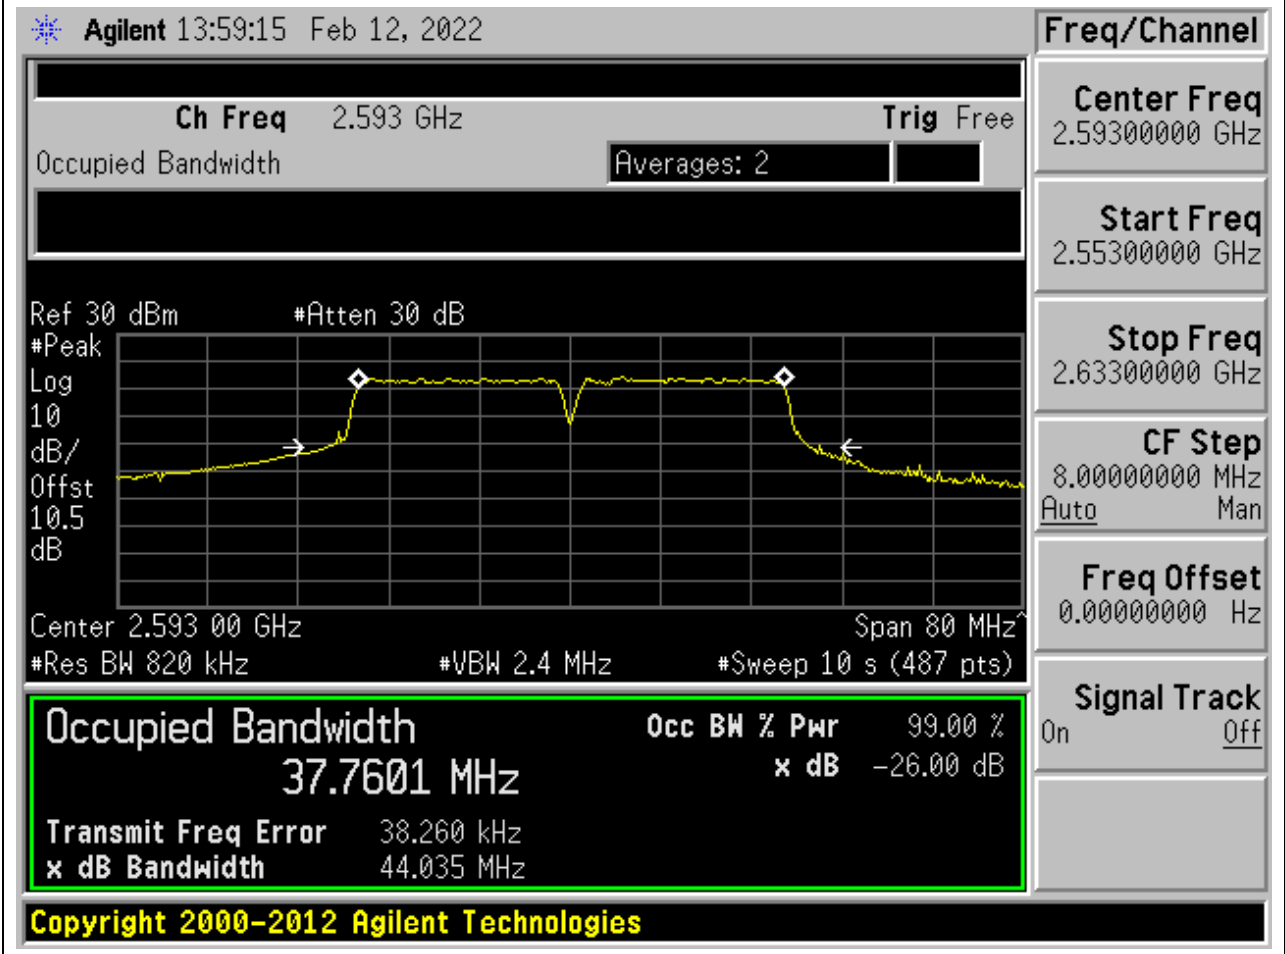 Agilent 13:59:15 Feb 12, 2022
Freq/Channel
Ch Freq 2.593 GHz Trig Free
Occupied Bandwidth Averages: 2
Center Freq
2.59300000 GHz
Start Freq
2.55300000 GHz
Stop Freq
2.63300000 GHz
CF Step
8.00000000 MHz
Auto Man
Freq Offset
0.00000000 Hz
Signal Track
On Off
Ref 30 dBm #Atten 30 dB
#Peak
Log
10
dB/
Offst
10.5
dB
Center 2.593 00 GHz Span 80 MHz^
#Res BW 820 kHz #VBW 2.4 MHz #Sweep 10 s (487 pts)
Occupied Bandwidth
37.7601 MHz
Occ BW % Pwr 99.00 %
x dB -26.00 dB
Transmit Freq Error 38.260 kHz
x dB Bandwidth 44.035 MHz
Copyright 2000-2012 Agilent Technologies